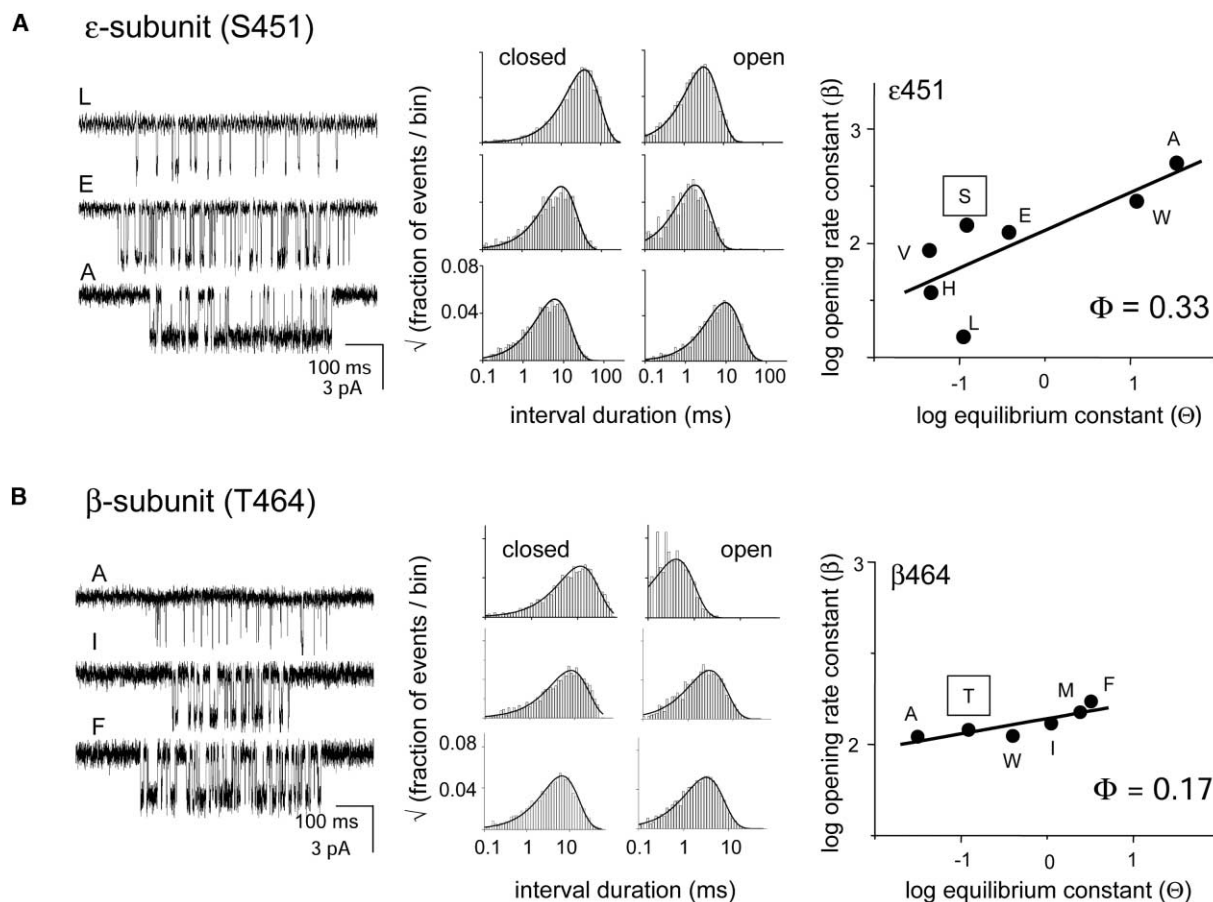 A
ε-subunit (S451)
L
E
A
100 ms
3 pA
closed
open
√ (fraction of events / bin)
0.08
0.04
0.1 1 10 100
0.1 1 10 100
interval duration (ms)
ε451
log opening rate constant (β)
3
2
A
W
S
E
V
H
L
Φ = 0.33
-1 0 1
log equilibrium constant (Θ)
B
β-subunit (T464)
A
I
F
100 ms
3 pA
closed
open
√ (fraction of events / bin)
0.08
0.04
0.1 1 10
0.1 1 10
interval duration (ms)
β464
log opening rate constant (β)
3
2
A
T
W
I
M
F
Φ = 0.17
-1 0 1
log equilibrium constant (Θ)